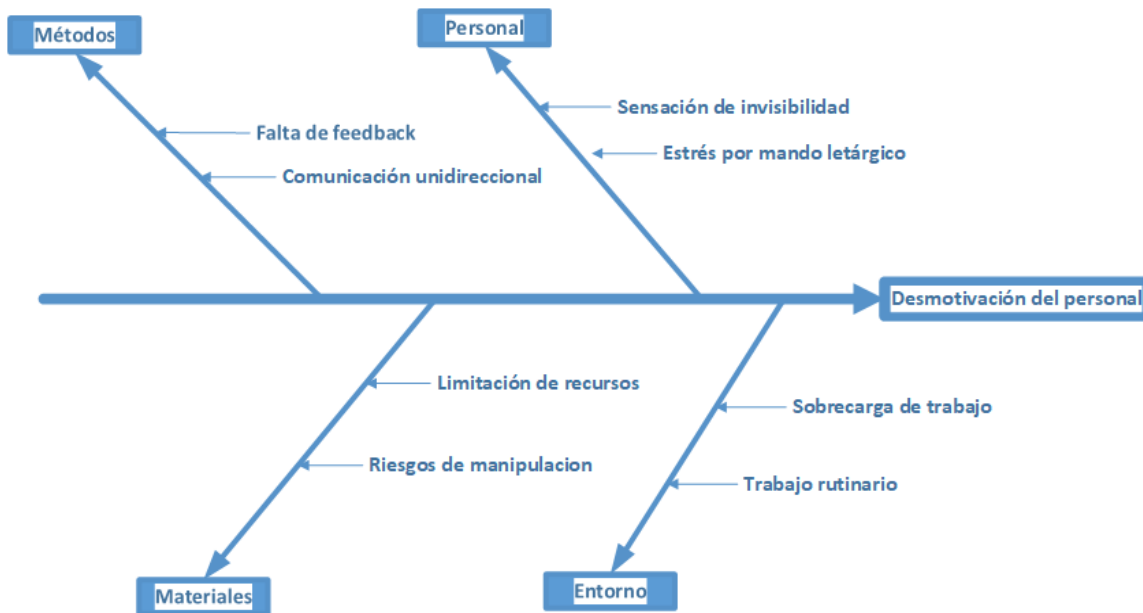 Métodos
Personal
Sensación de invisibilidad
Falta de feedback
Estrés por mando letárgico
Comunicación unidireccional
Desmotivación del personal
Limitación de recursos
Sobrecarga de trabajo
Riesgos de manipulacion
Trabajo rutinario
Materiales
Entorno